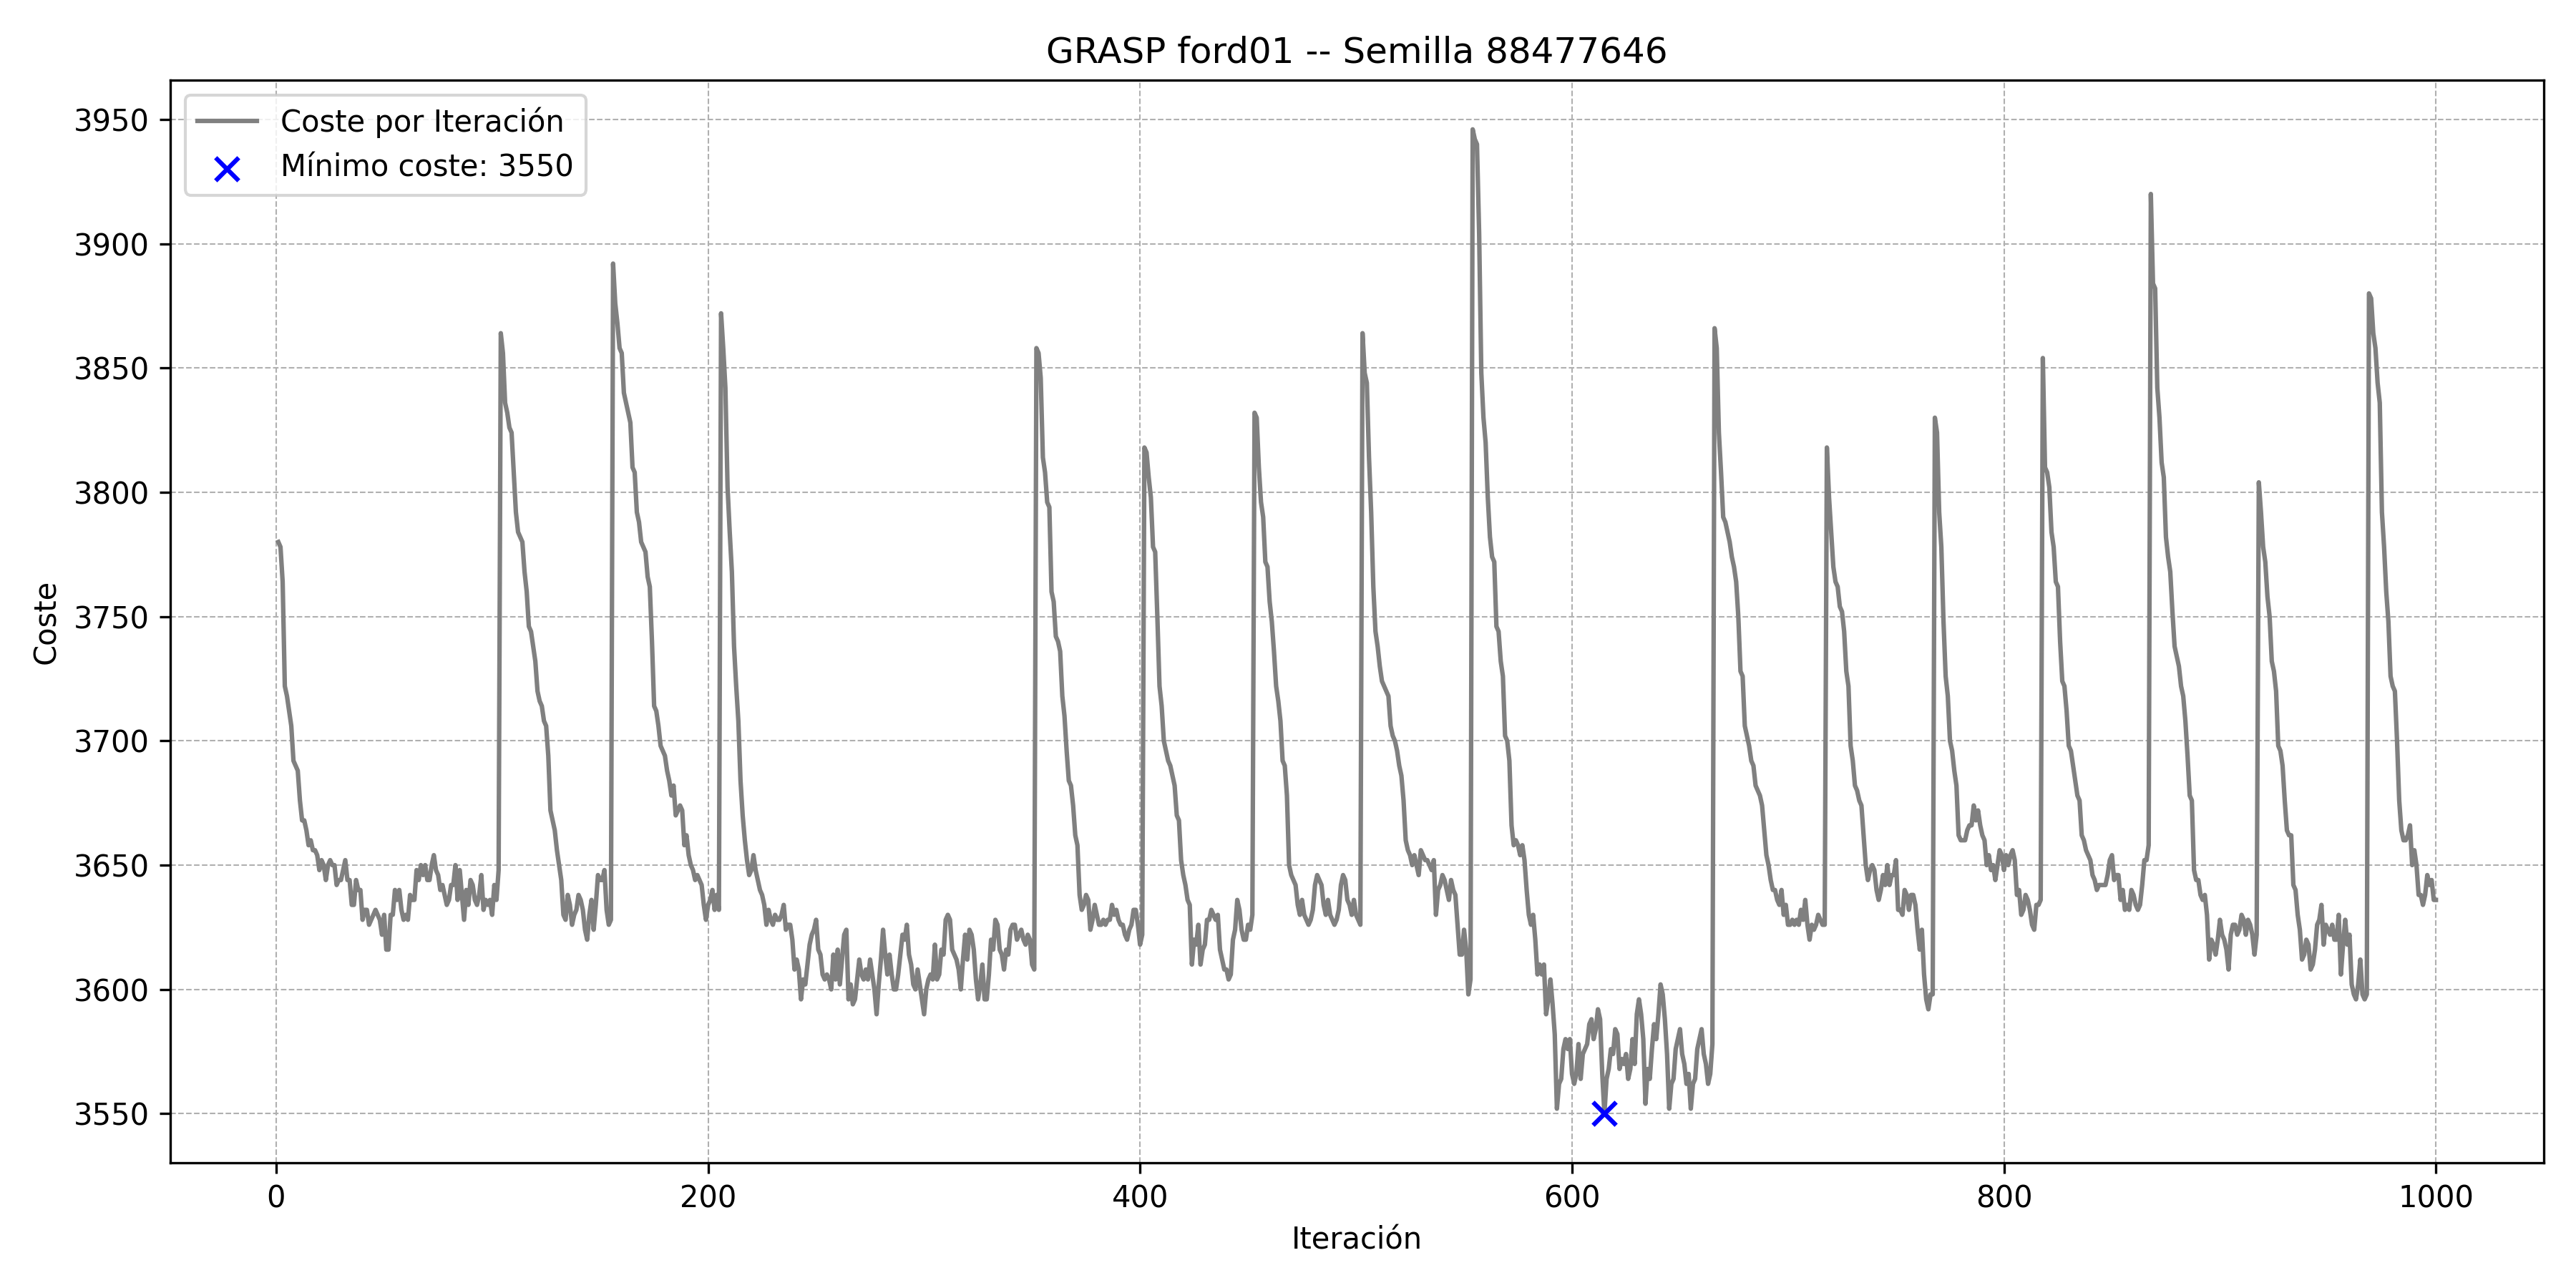 GRASP ford01 -- Semilla 88477646
Coste por Iteración
Mínimo coste: 3550
Coste
3950
3900
3850
3800
3750
3700
3650
3600
3550
0 200 400 600 800 1000
Iteración